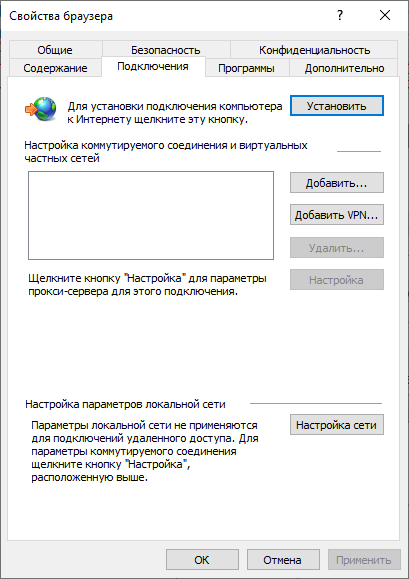 Свойства браузера
?
Общие
Безопасность
Конфиденциальность
Содержание
Подключения
Программы
Дополнительно
Для установки подключения компьютера
к Интернету щелкните эту кнопку.
Установить
Настройка коммутируемого соединения и виртуальных
частных сетей
Добавить...
Добавить VPN...
Удалить...
Щелкните кнопку "Настройка" для параметры
прокси-сервера для этого подключения.
Настройка
Настройка параметров локальной сети
Параметры локальной сети не применяются
для подключений удаленного доступа. Для
параметры коммутируемого соединения
щелкните кнопку "Настройка",
расположенную выше.
Настройка сети
ОК
Отмена
Применить